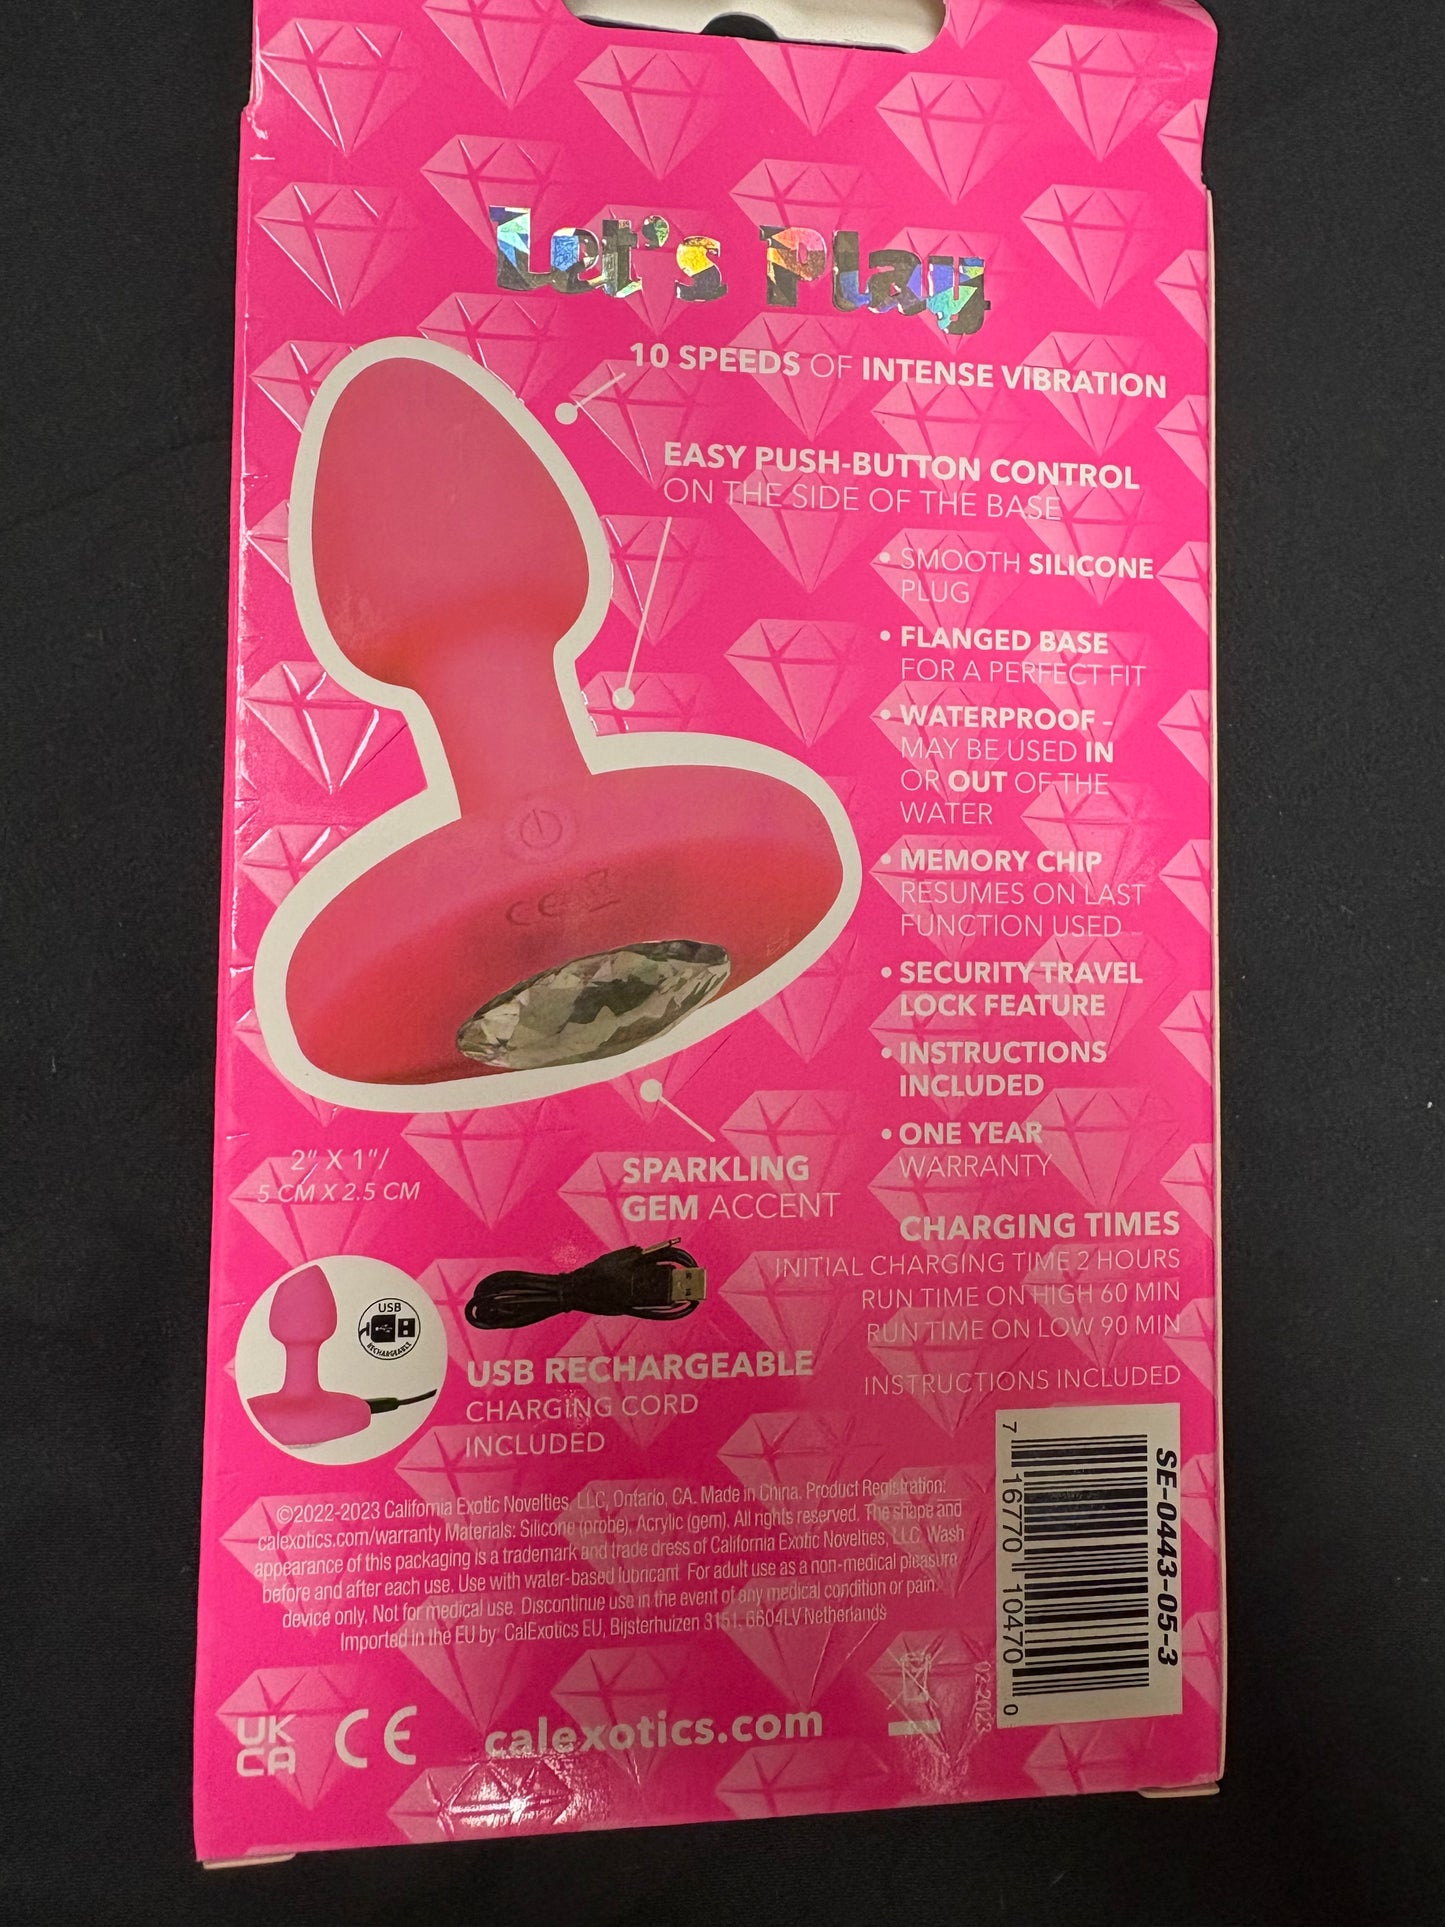 Let's Play
10 SPEEDS OF INTENSE VIBRATION
EASY PUSH-BUTTON CONTROL
ON THE SIDE OF THE BASE
• SMOOTH SILICONE
PLUG
• FLANGED BASE
FOR A PERFECT FIT
• WATERPROOF –
MAY BE USED IN
OR OUT OF THE
WATER
• MEMORY CHIP
RESUMES ON LAST
FUNCTION USED
• SECURITY TRAVEL
LOCK FEATURE
• INSTRUCTIONS
INCLUDED
• ONE YEAR
WARRANTY
CE
2" X 1"/
5 CM X 2.5 CM
SPARKLING
GEM ACCENT
CHARGING TIMES
INITIAL CHARGING TIME 2 HOURS
RUN TIME ON HIGH 60 MIN
RUN TIME ON LOW 90 MIN
INSTRUCTIONS INCLUDED
USB
RECHARGEABLE
USB RECHARGEABLE
CHARGING CORD
INCLUDED
©2022-2023 California Exotic Novelties, LLC, Ontario, CA. Made in China. Product Registration:
calexotics.com/warranty Materials: Silicone (probe), Acrylic (gem). All rights reserved. The shape and
appearance of this packaging is a trademark and trade dress of California Exotic Novelties, LLC. Wash
before and after each use. Use with water-based lubricant. For adult use as a non-medical pleasure
device only. Not for medical use. Discontinue use in the event of any medical condition or pain.
Imported in the EU by: CalExotics EU, Bijsterhuizen 3151, 6604LV Netherlands
SE-0443-05-3
7 16770 10470 0
02-2023
UK
CA
CE
calexotics.com